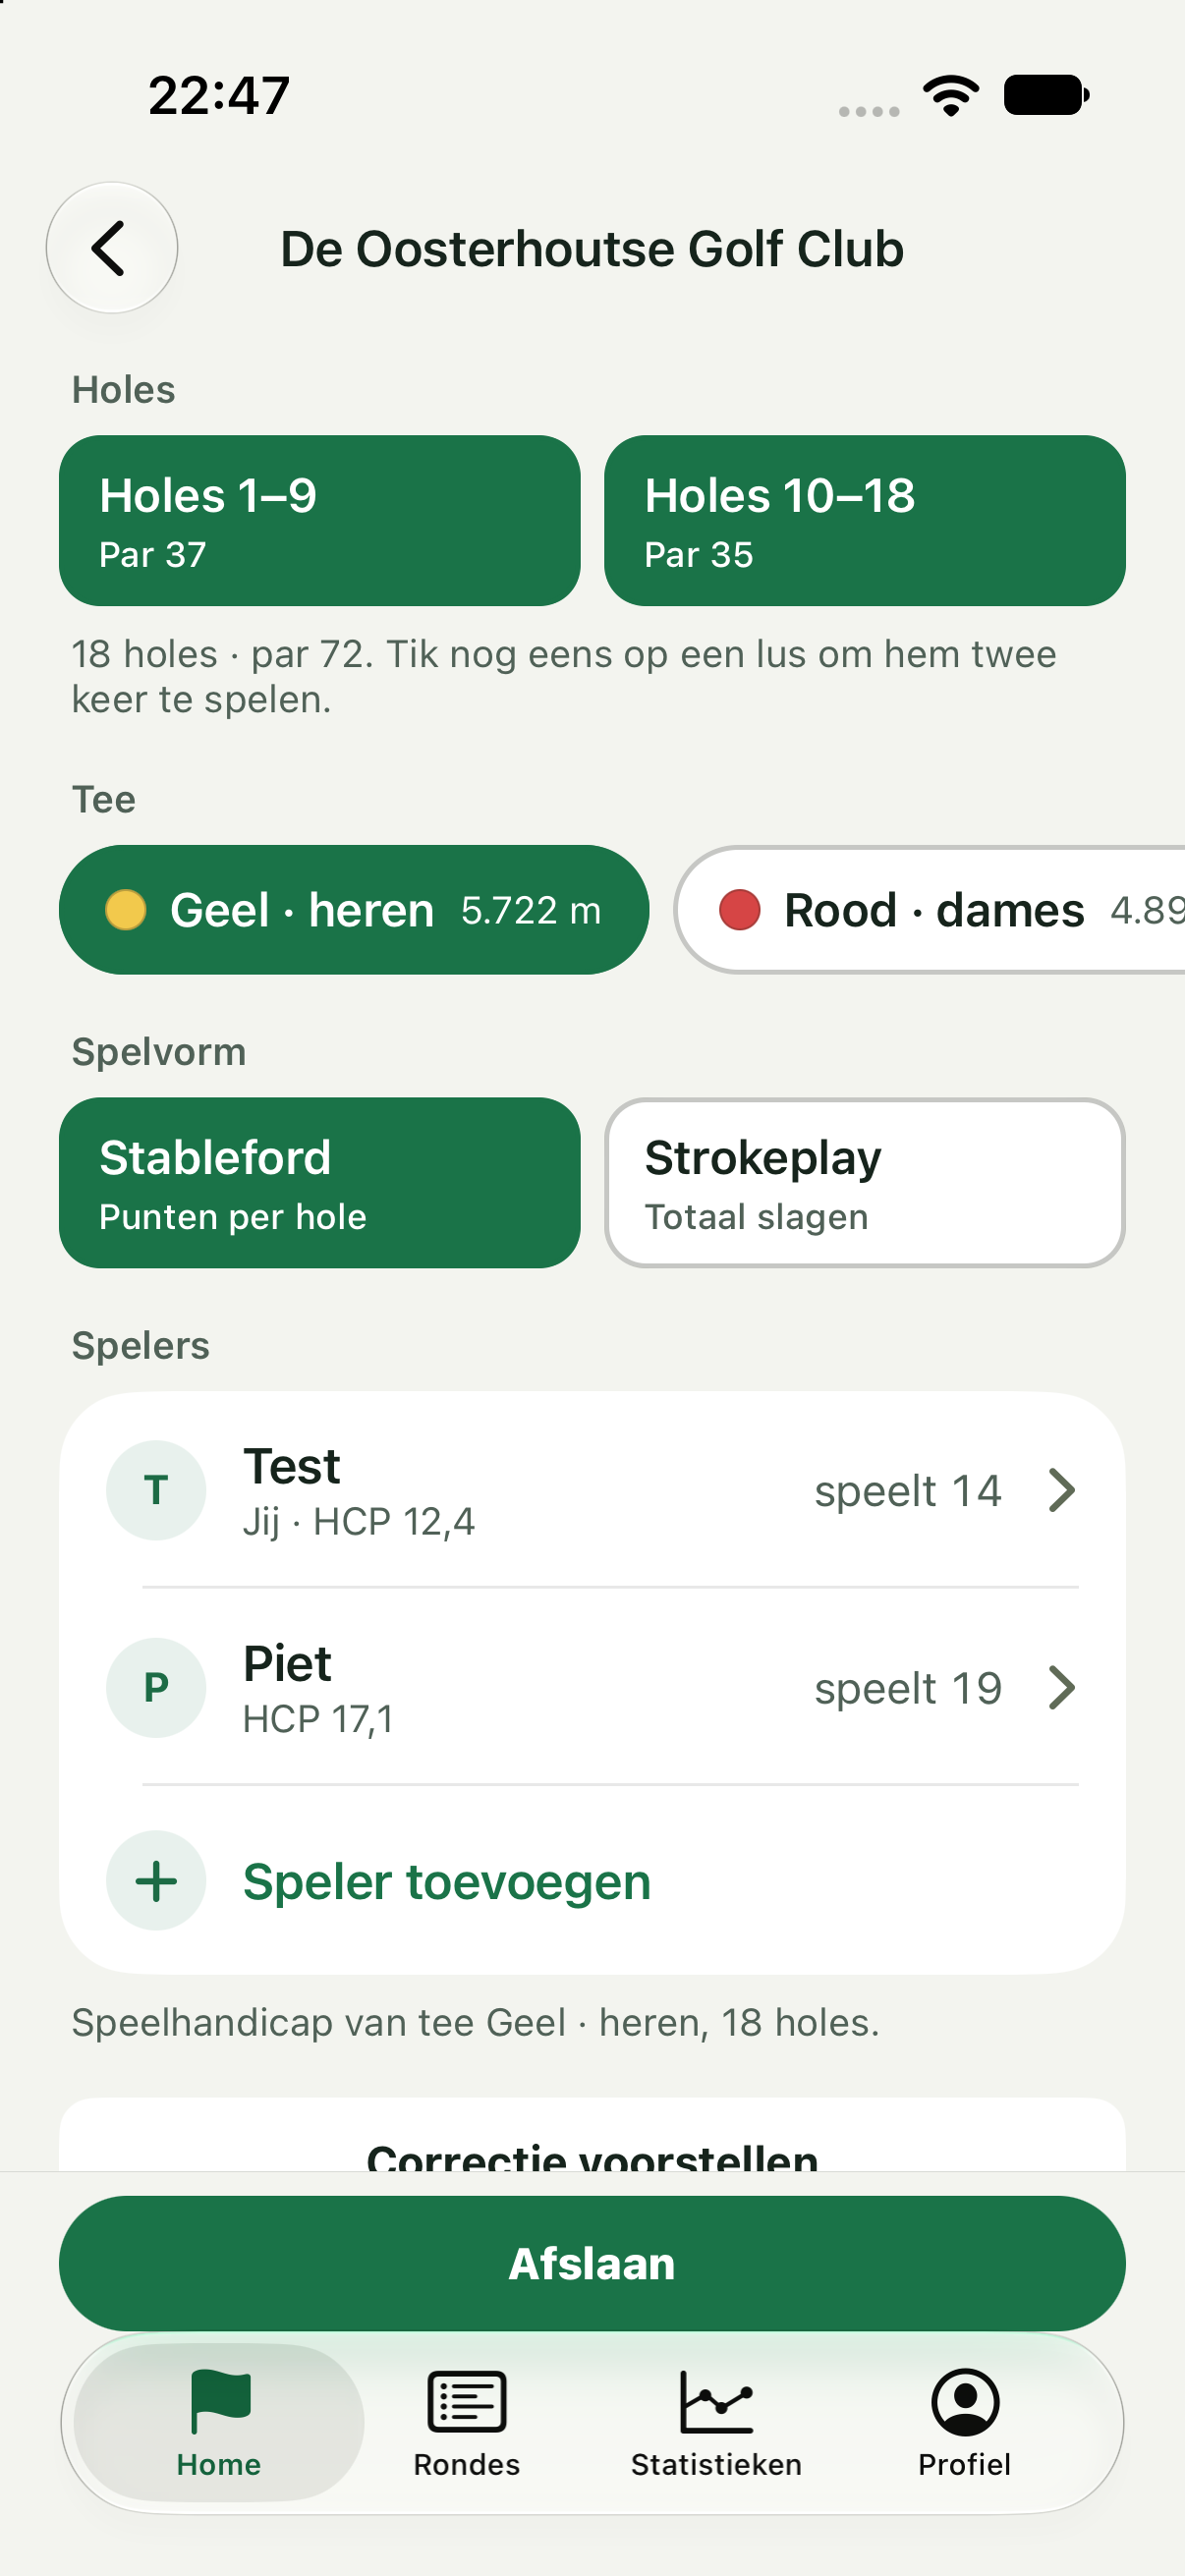 22:47
De Oosterhoutse Golf Club
Holes
Holes 1–9
Par 37
Holes 10–18
Par 35
18 holes · par 72. Tik nog eens op een lus om hem twee
keer te spelen.
Tee
Geel · heren 5.722 m
Rood · dames 4.89
Spelvorm
Stableford
Punten per hole
Strokeplay
Totaal slagen
Spelers
T
Test
Jij · HCP 12,4
speelt 14
P
Piet
HCP 17,1
speelt 19
Speler toevoegen
Speelhandicap van tee Geel · heren, 18 holes.
Correctie voorstellen
Afslaan
Home
Rondes
Statistieken
Profiel